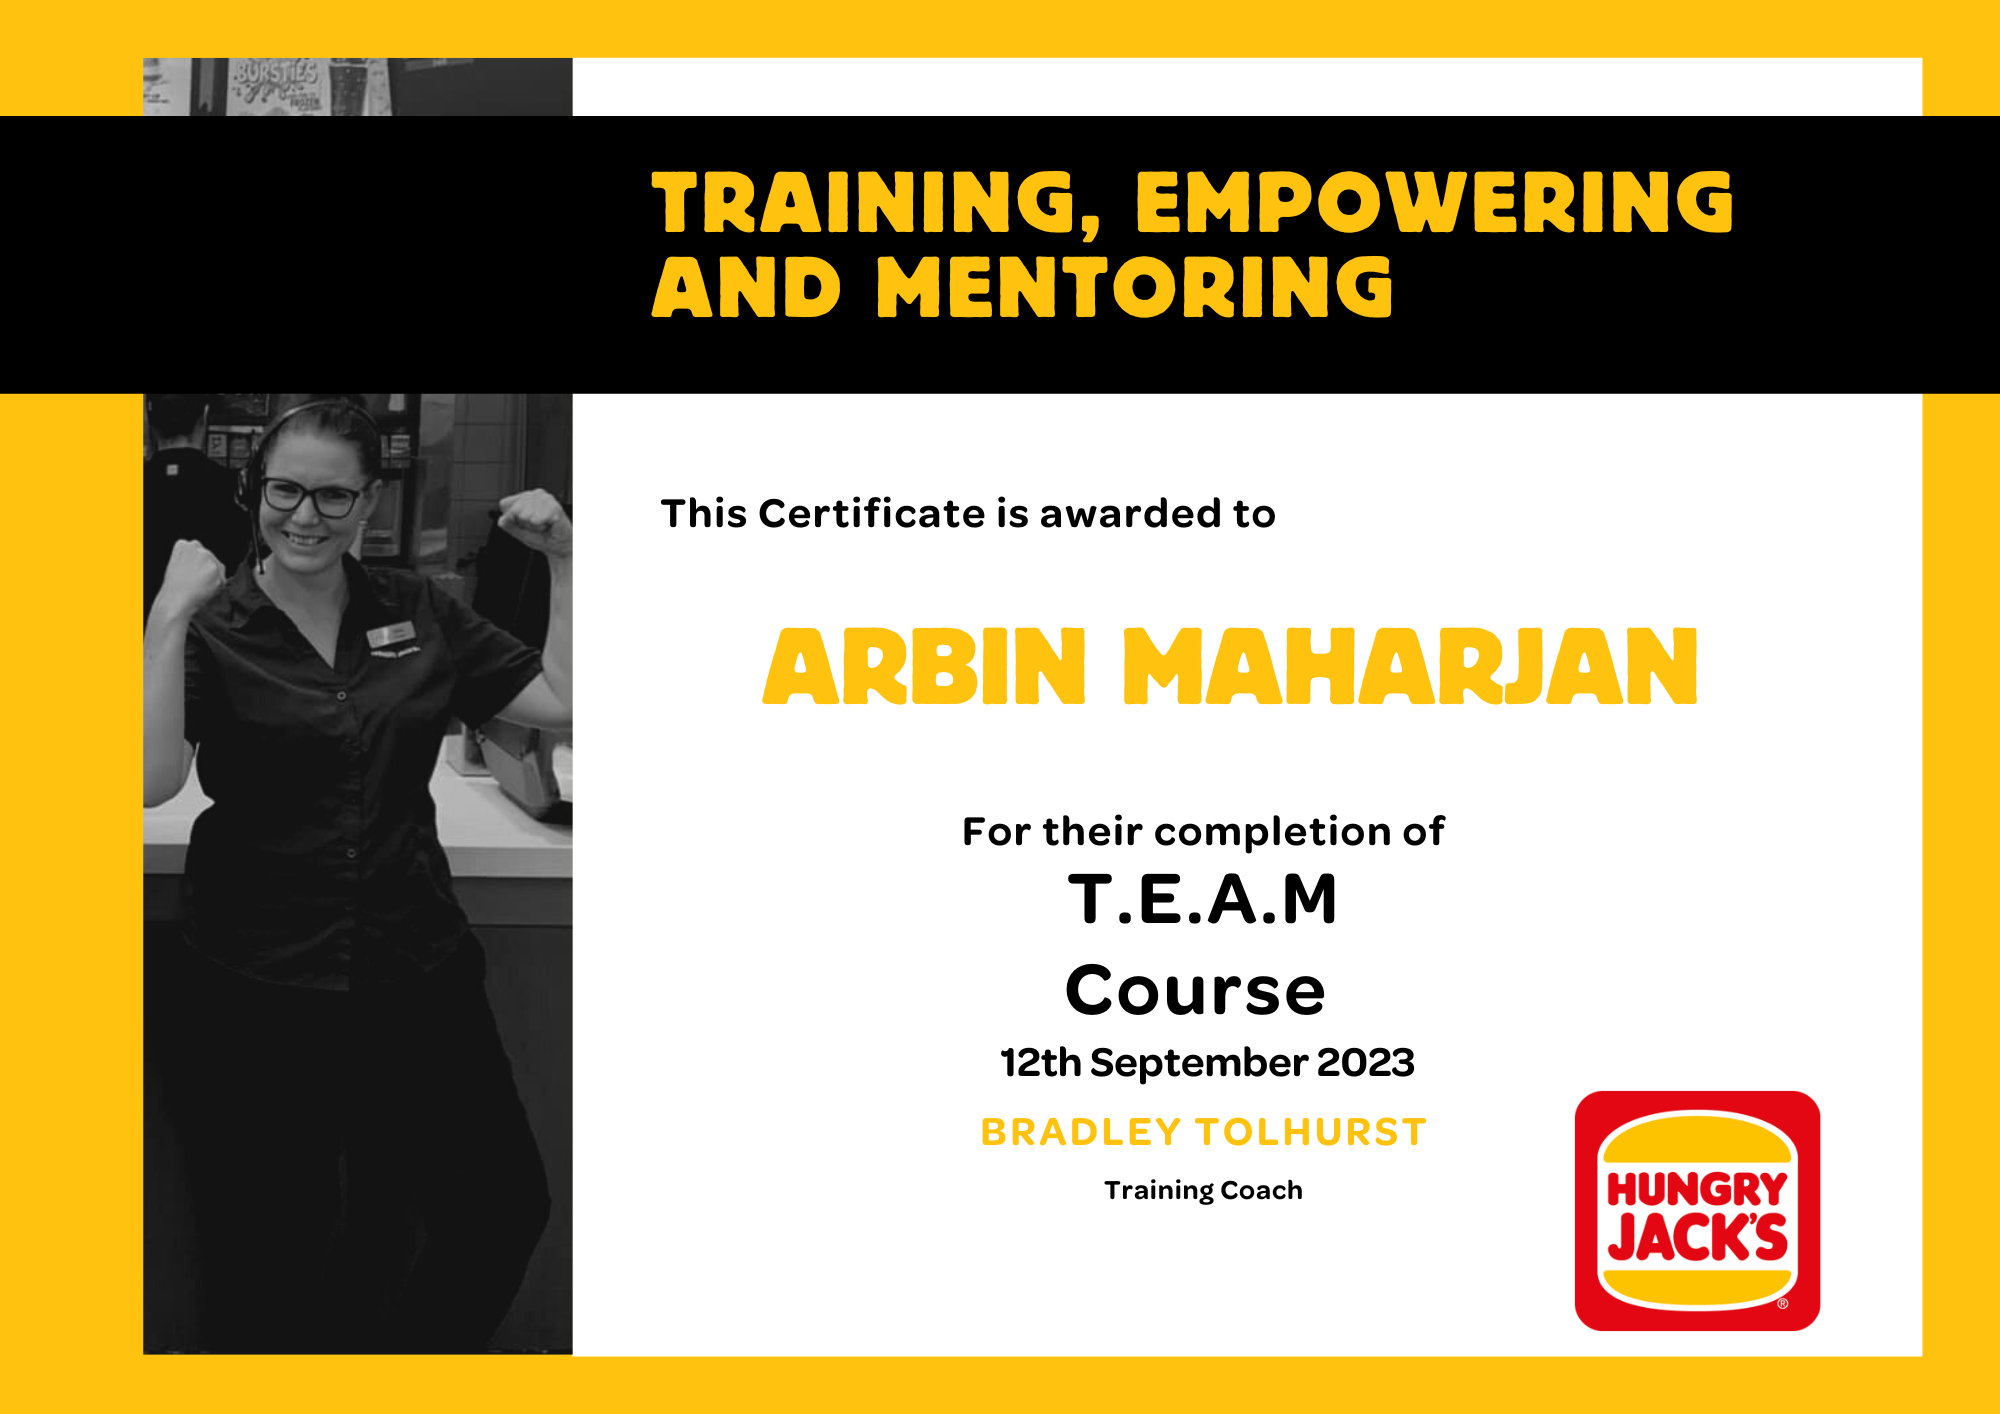 BURSTIES
FROZEN
TRAINING, EMPOWERING
AND MENTORING
This Certificate is awarded to
ARBIN MAHARJAN
For their completion of
T.E.A.M
Course
12th September 2023
BRADLEY TOLHURST
Training Coach
HUNGRY
JACK'S
®